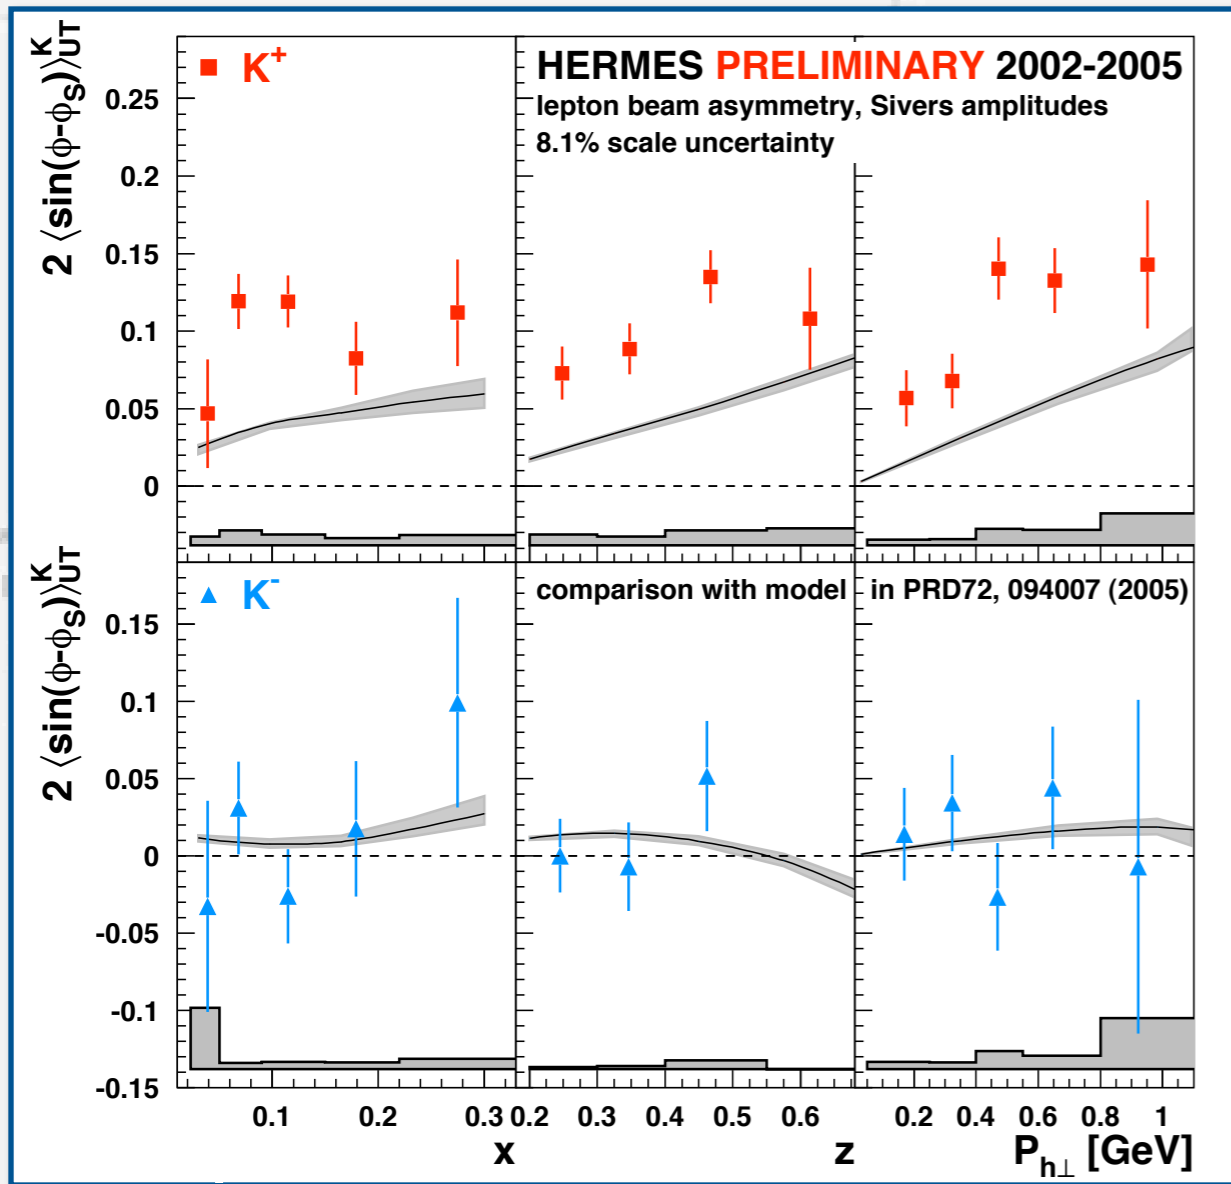 2 ⟨sin(ϕ-ϕS)⟩UT K
K+
HERMES PRELIMINARY 2002-2005
lepton beam asymmetry, Sivers amplitudes
8.1% scale uncertainty
0.25
0.2
0.15
0.1
0.05
0
2 ⟨sin(ϕ-ϕS)⟩UT K
K-
comparison with model
in PRD72, 094007 (2005)
0.15
0.1
0.05
0
-0.05
-0.1
-0.15
0.1 0.2 0.3
0.2 0.3 0.4 0.5 0.6
0.2 0.4 0.6 0.8 1
x
z
Ph⊥ [GeV]